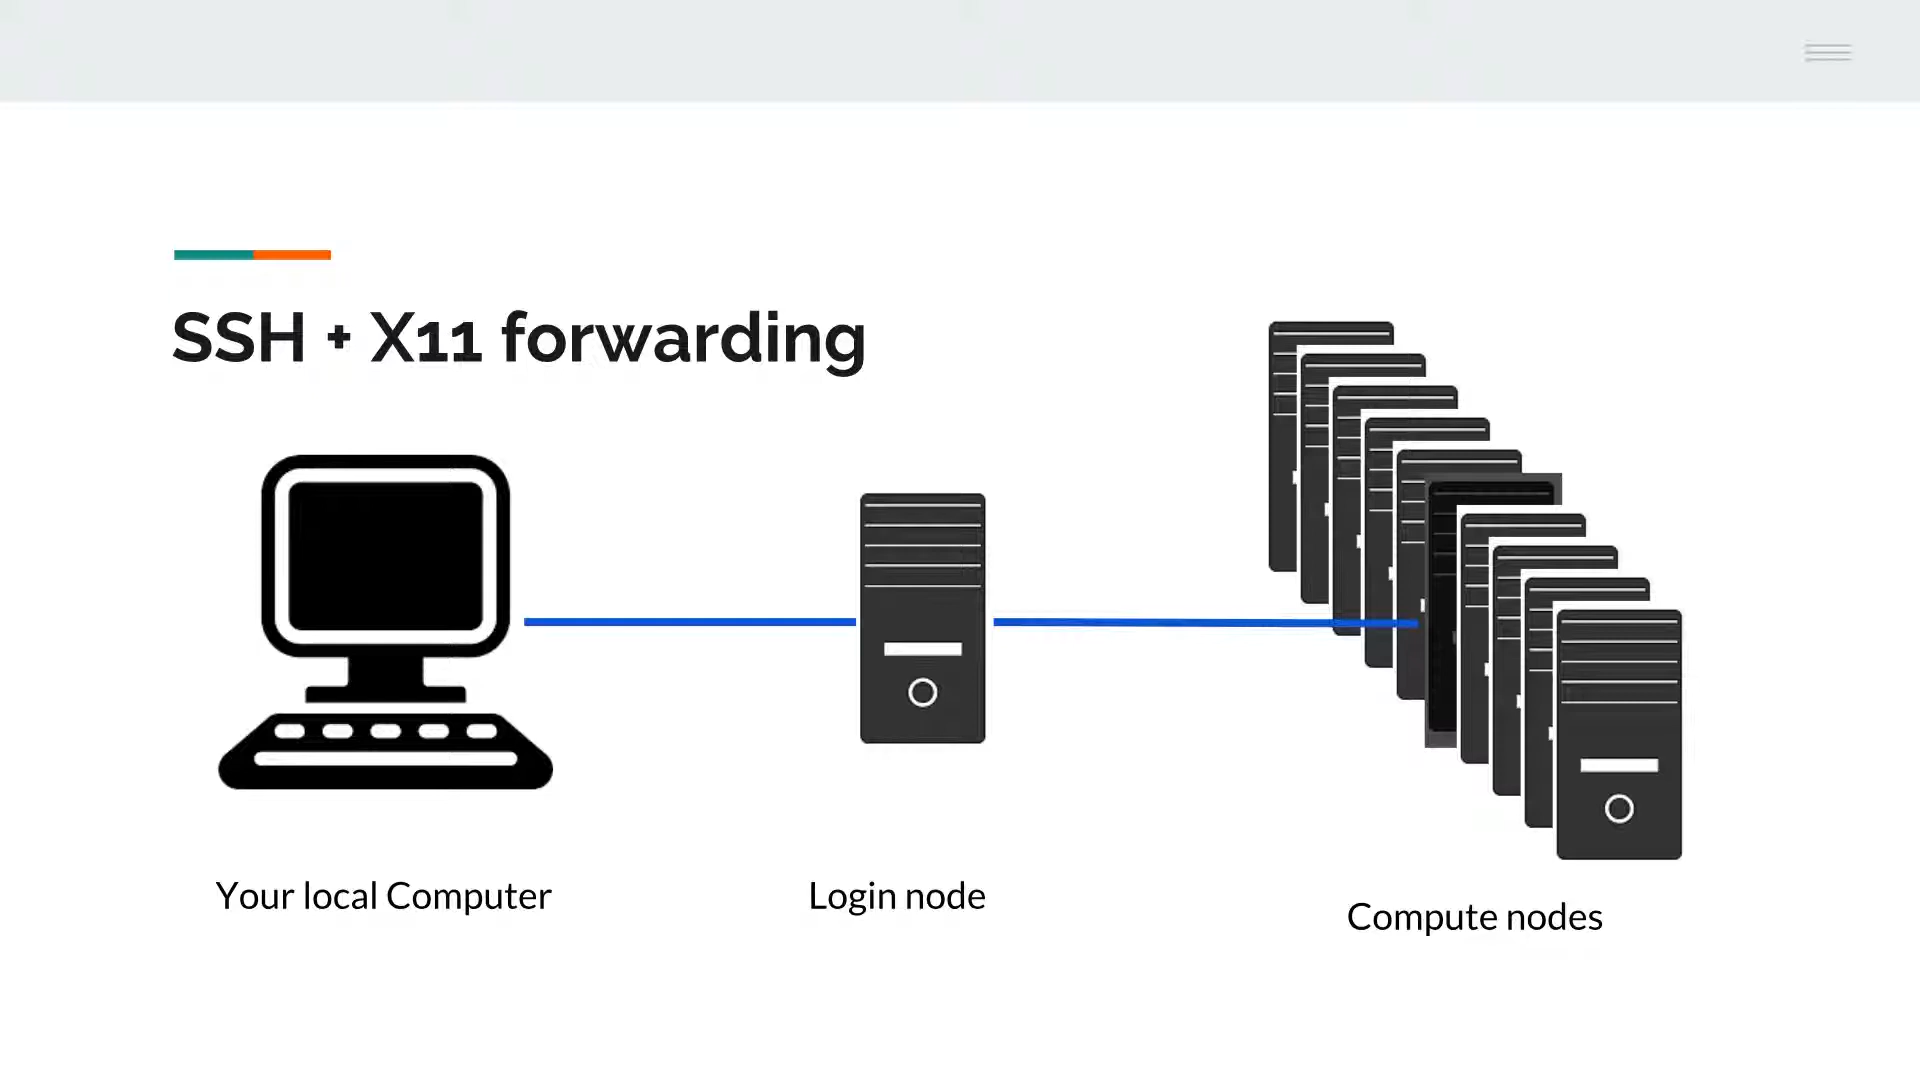 SSH + X11 forwarding
Your local Computer
Login node
Compute nodes